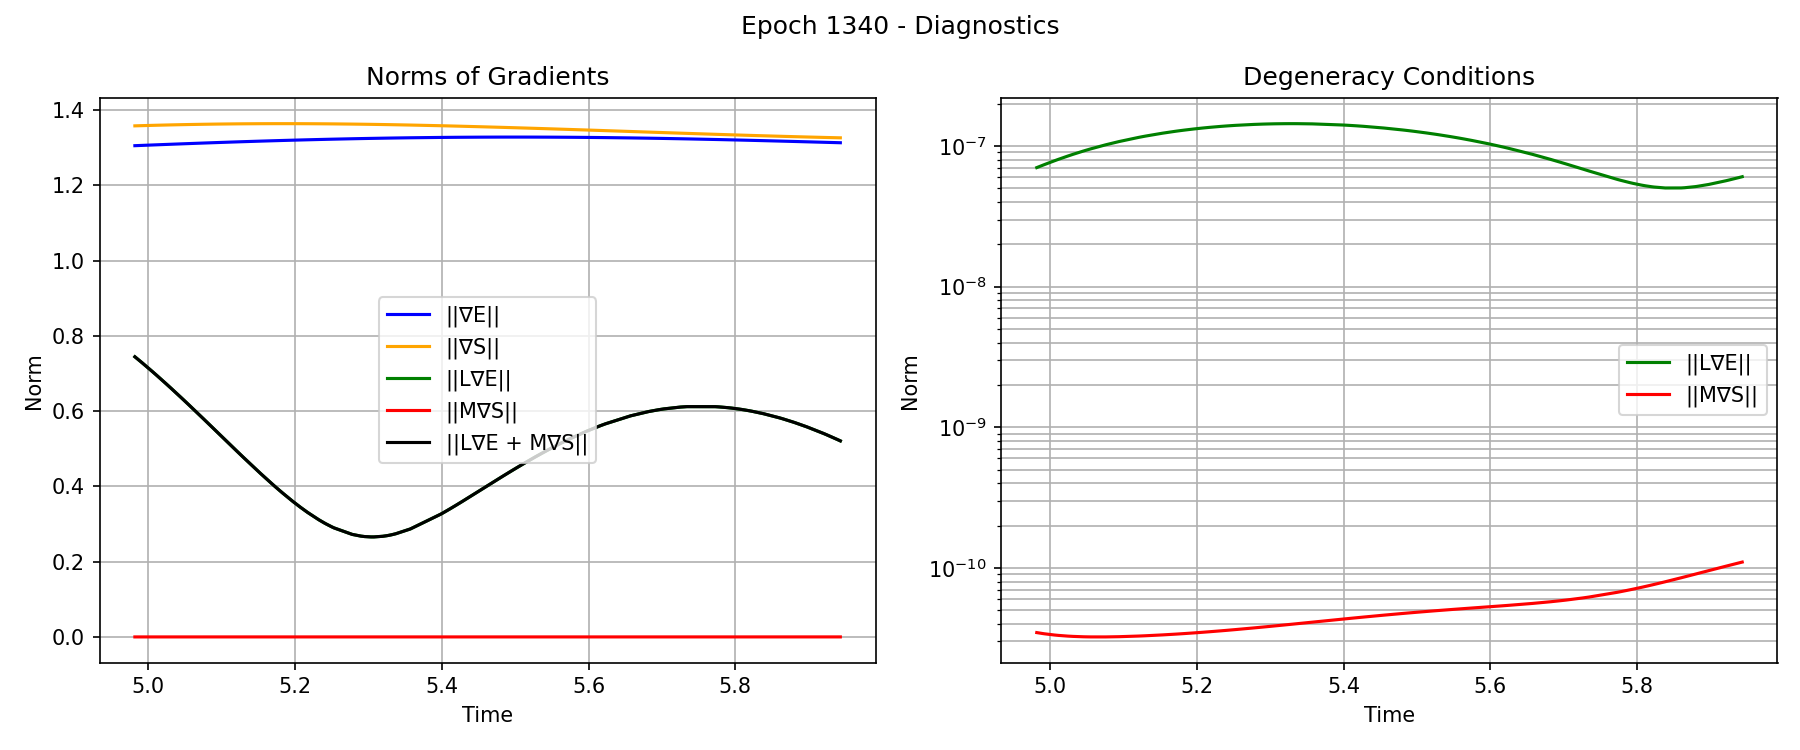 Epoch 1340 - Diagnostics
Norms of Gradients
Norm
1.4
1.2
1.0
0.8
0.6
0.4
0.2
0.0
||∇E||
||∇S||
||L∇E||
||M∇S||
||L∇E + M∇S||
5.0
5.2
5.4
5.6
5.8
Time
Degeneracy Conditions
Norm
10⁻⁷
10⁻⁸
10⁻⁹
10⁻¹⁰
||L∇E||
||M∇S||
5.0
5.2
5.4
5.6
5.8
Time